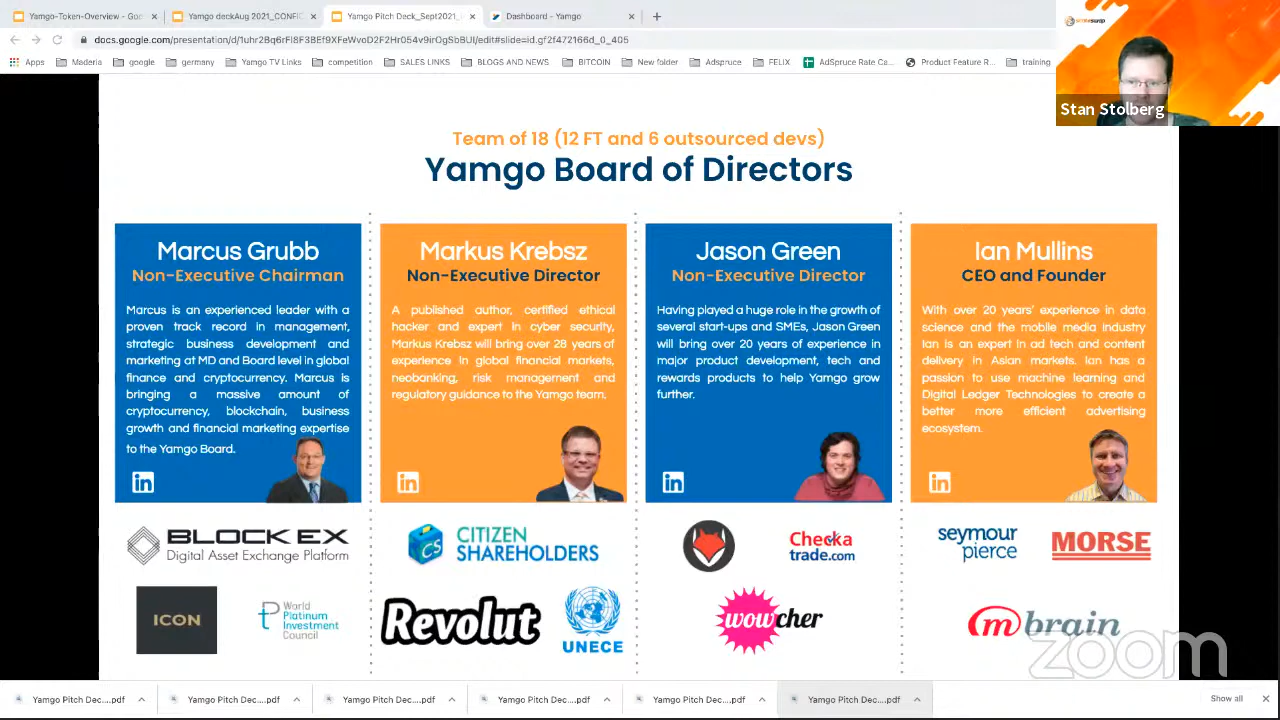 Yamgo-Token-Overview - Goo
Yamgo deckAug 2021_CONFIC
Yamgo Pitch Deck_Sept2021_
Dashboard - Yamgo
docs.google.com/presentation/d/1uhr2Bq6rFI8F3BEf9XFeWvoD2F2Hr054v9irOgSbBUI/edit#slide=id.gf2f472166d_0_405
Apps
Maderia
google
germany
Yamgo TV Links
competition
SALES LINKS
BLOGS AND NEWS
BITCOIN
New folder
Adspruce
FELIX
AdSpruce Rate Ca...
Product Feature R...
training
Stan Stolberg
Team of 18 (12 FT and 6 outsourced devs)
Yamgo Board of Directors
Marcus Grubb
Non-Executive Chairman
Marcus is an experienced leader with a
proven track record in management,
strategic business development and
marketing at MD and Board level in global
finance and cryptocurrency. Marcus is
bringing a massive amount of
cryptocurrency, blockchain, business
growth and financial marketing expertise
to the Yamgo Board.
in
Markus Krebsz
Non-Executive Director
A published author, certified ethical
hacker and expert in cyber security,
Markus Krebsz will bring over 28 years of
experience in global financial markets,
neobanking, risk management and
regulatory guidance to the Yamgo team.
in
Jason Green
Non-Executive Director
Having played a huge role in the growth of
several start-ups and SMEs, Jason Green
will bring over 20 years of experience in
major product development, tech and
rewards products to help Yamgo grow
further.
in
Ian Mullins
CEO and Founder
With over 20 years' experience in data
science and the mobile media industry
Ian is an expert in ad tech and content
delivery in Asian markets. Ian has a
passion to use machine learning and
Digital Ledger Technologies to create a
better more efficient advertising
ecosystem.
in
BLOCKEX
Digital Asset Exchange Platform
ICON
World
Platinum
Investment
Council
CS
CITIZEN
SHAREHOLDERS
Revolut
UNECE
Checka
trade.com
wowcher
seymour
pierce
MORSE
m brain
zoom
Yamgo Pitch Dec....pdf
Yamgo Pitch Dec....pdf
Yamgo Pitch Dec....pdf
Yamgo Pitch Dec....pdf
Yamgo Pitch Dec....pdf
Yamgo Pitch Dec....pdf
Show all